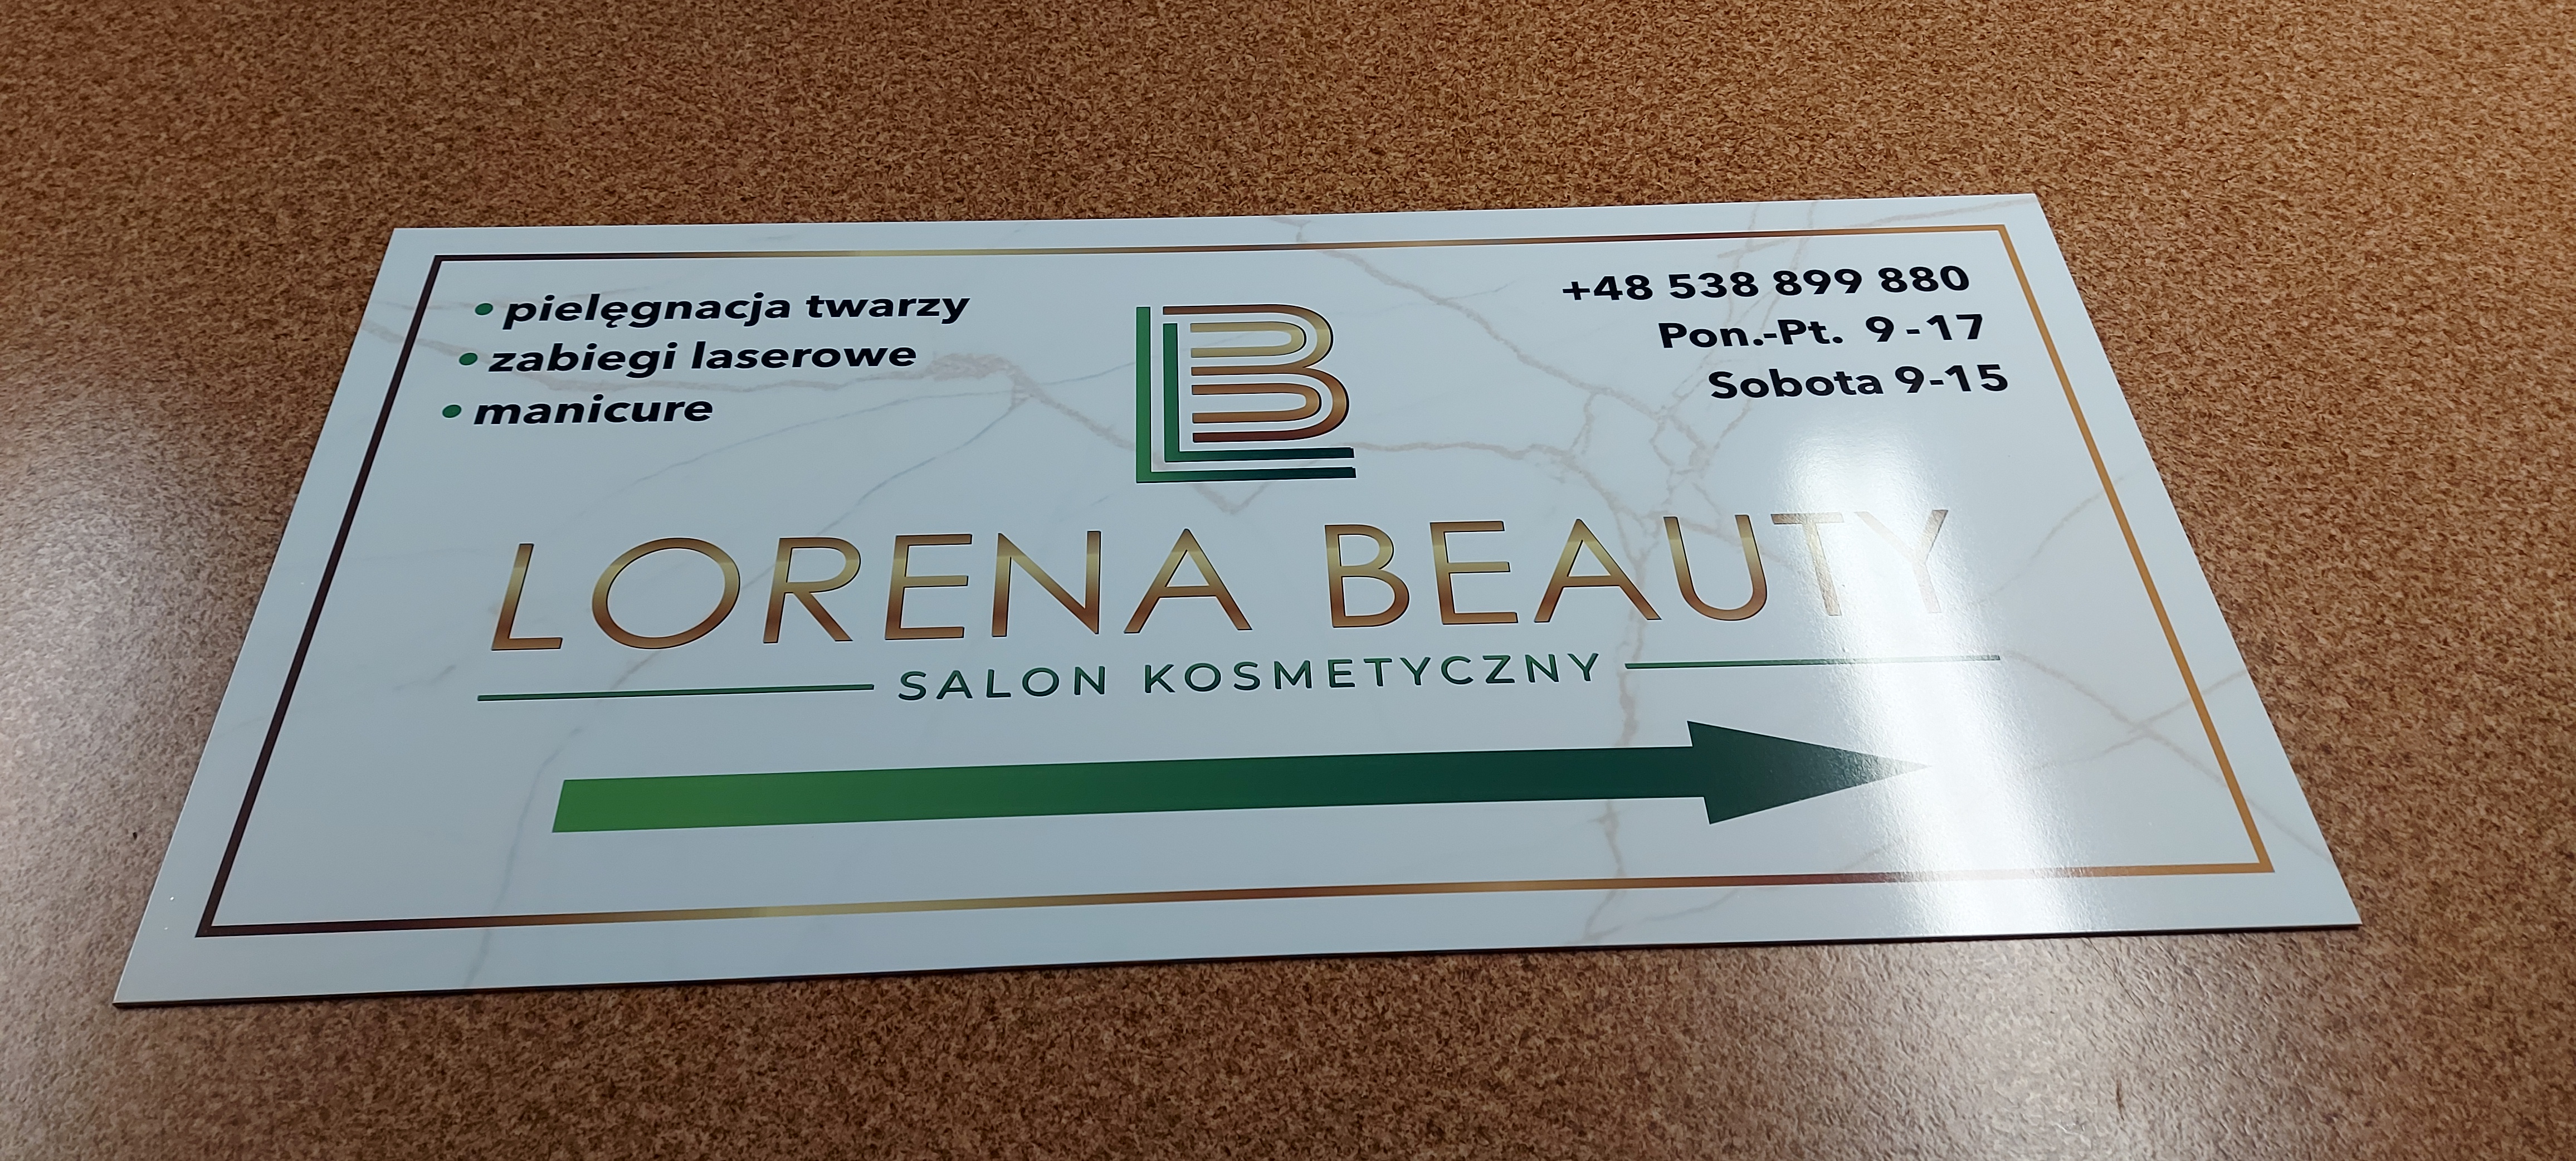 • pielęgnacja twarzy
• zabiegi laserowe
• manicure
+48 538 899 880
Pon.-Pt. 9-17
Sobota 9-15
LB
LORENA BEAUTY
SALON KOSMETYCZNY